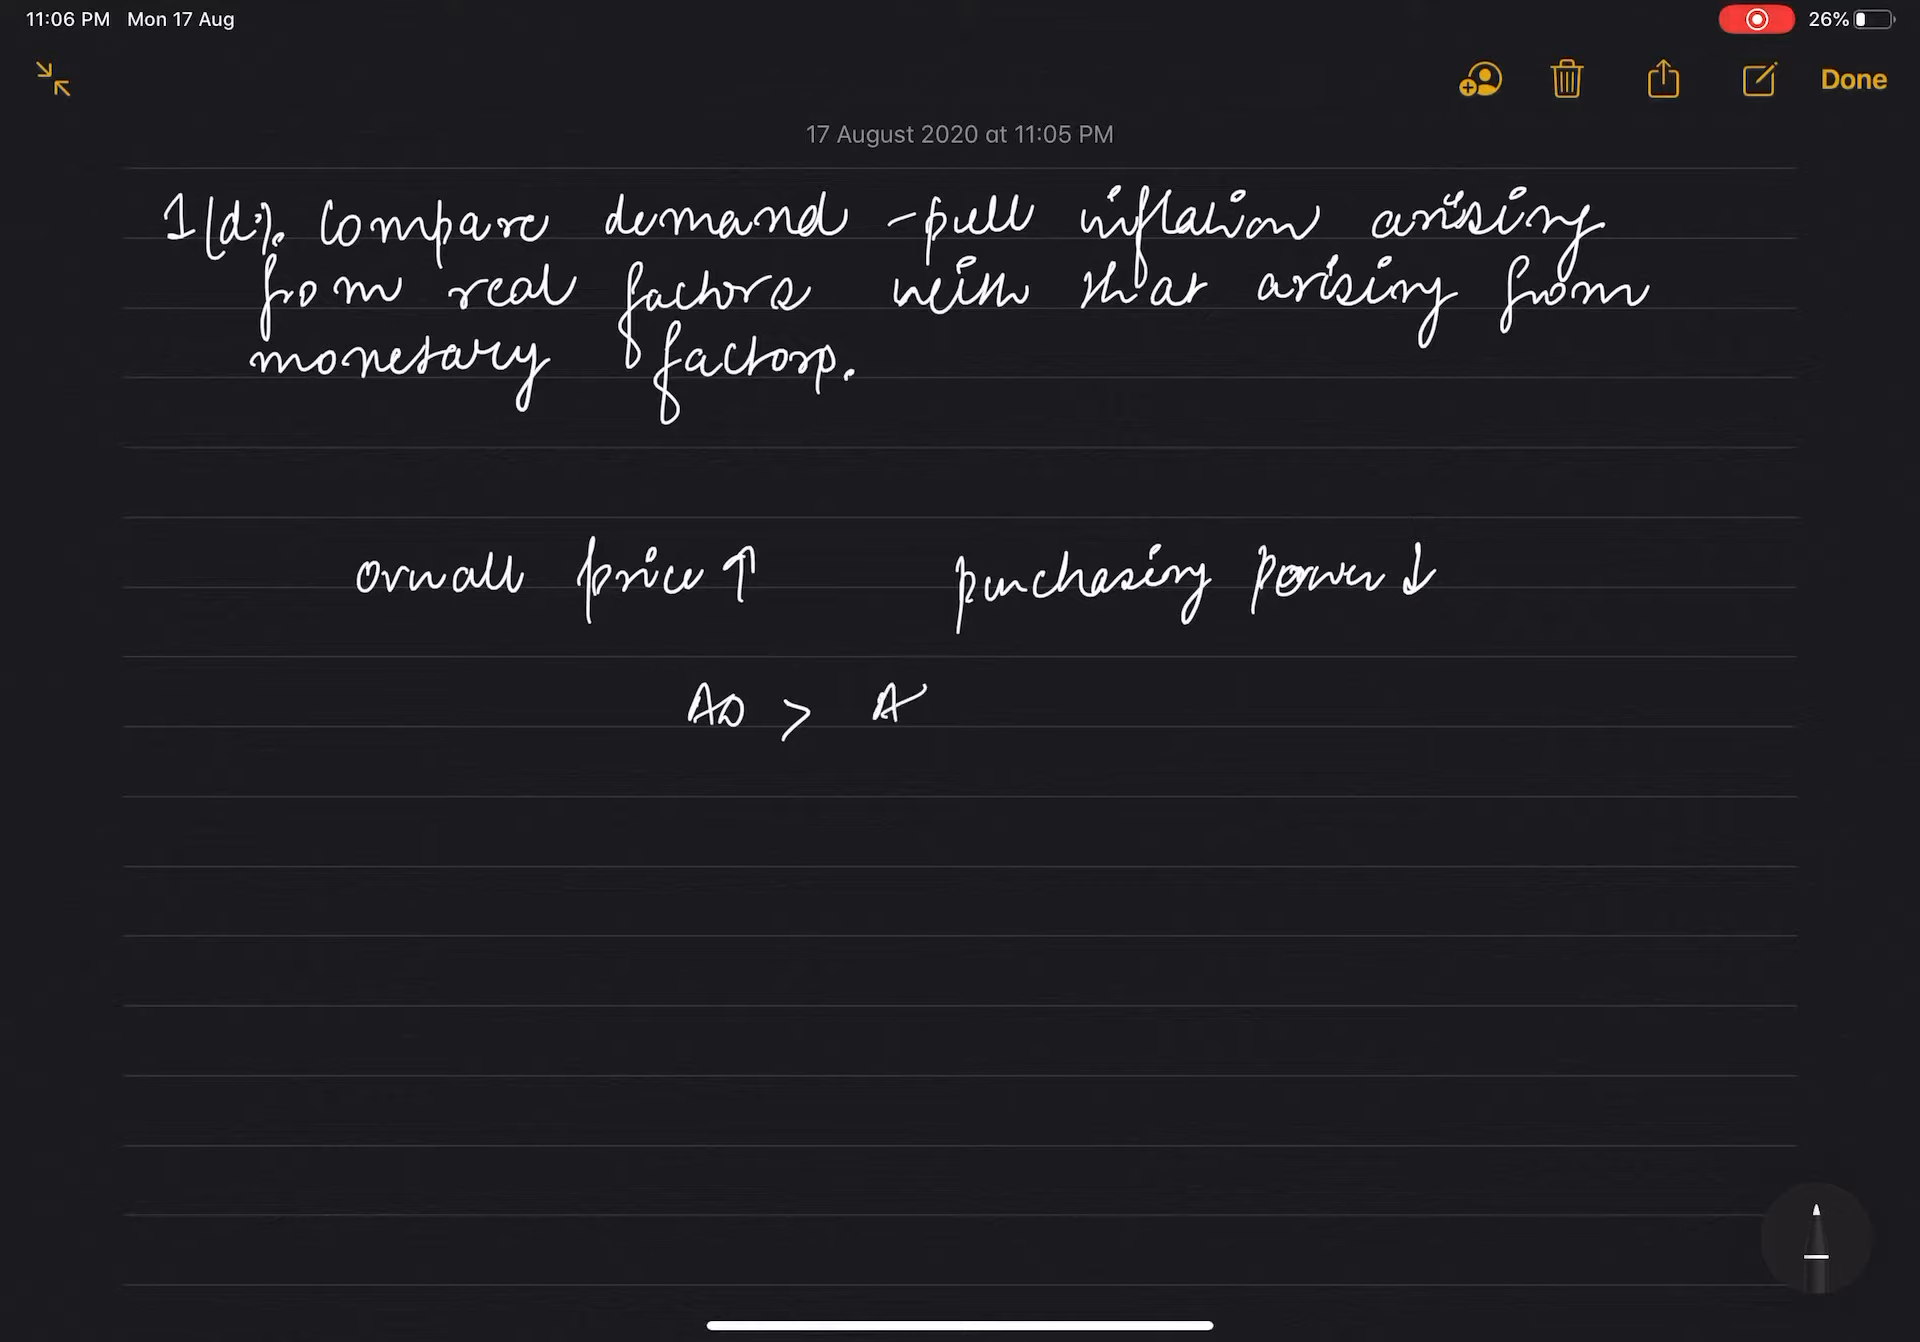 11:06 PM Mon 17 Aug 26%
Done
17 August 2020 at 11:05 PM
1(d). Compare demand-pull inflation arising
from real factors with that arising from
monetary factors.
overall price ↑ purchasing power ↓
AD > A